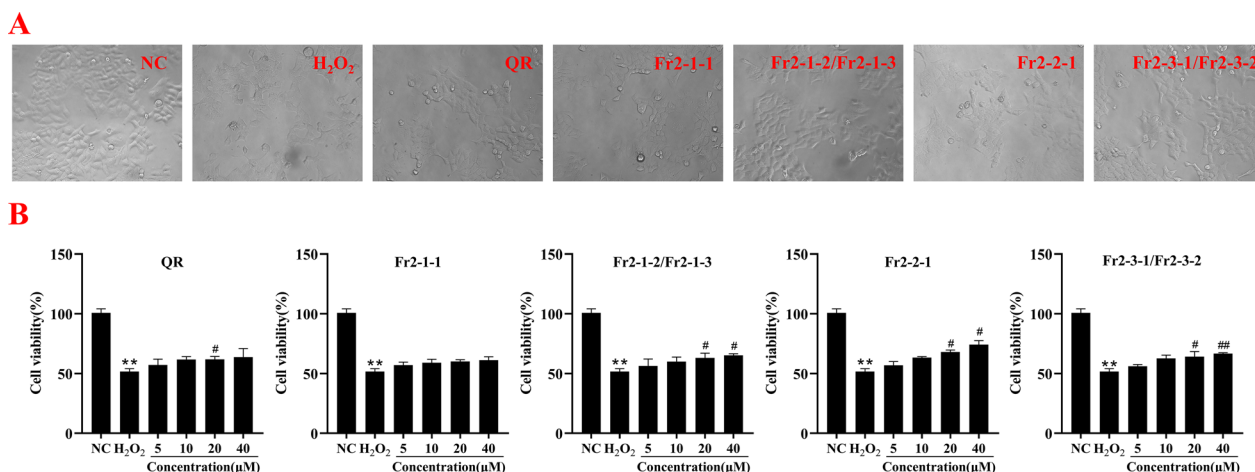 A
NC
H₂O₂
QR
Fr2-1-1
Fr2-1-2/Fr2-1-3
Fr2-2-1
Fr2-3-1/Fr2-3-2
B
QR
Cell viability(%)
150
100
50
0
**
#
NC H₂O₂ 5 10 20 40
Concentration(μM)
Fr2-1-1
Cell viability(%)
150
100
50
0
**
NC H₂O₂ 5 10 20 40
Concentration(μM)
Fr2-1-2/Fr2-1-3
Cell viability(%)
150
100
50
0
**
# #
NC H₂O₂ 5 10 20 40
Concentration(μM)
Fr2-2-1
Cell viability(%)
150
100
50
0
**
# #
NC H₂O₂ 5 10 20 40
Concentration(μM)
Fr2-3-1/Fr2-3-2
Cell viability(%)
150
100
50
0
**
# ##
NC H₂O₂ 5 10 20 40
Concentration(μM)